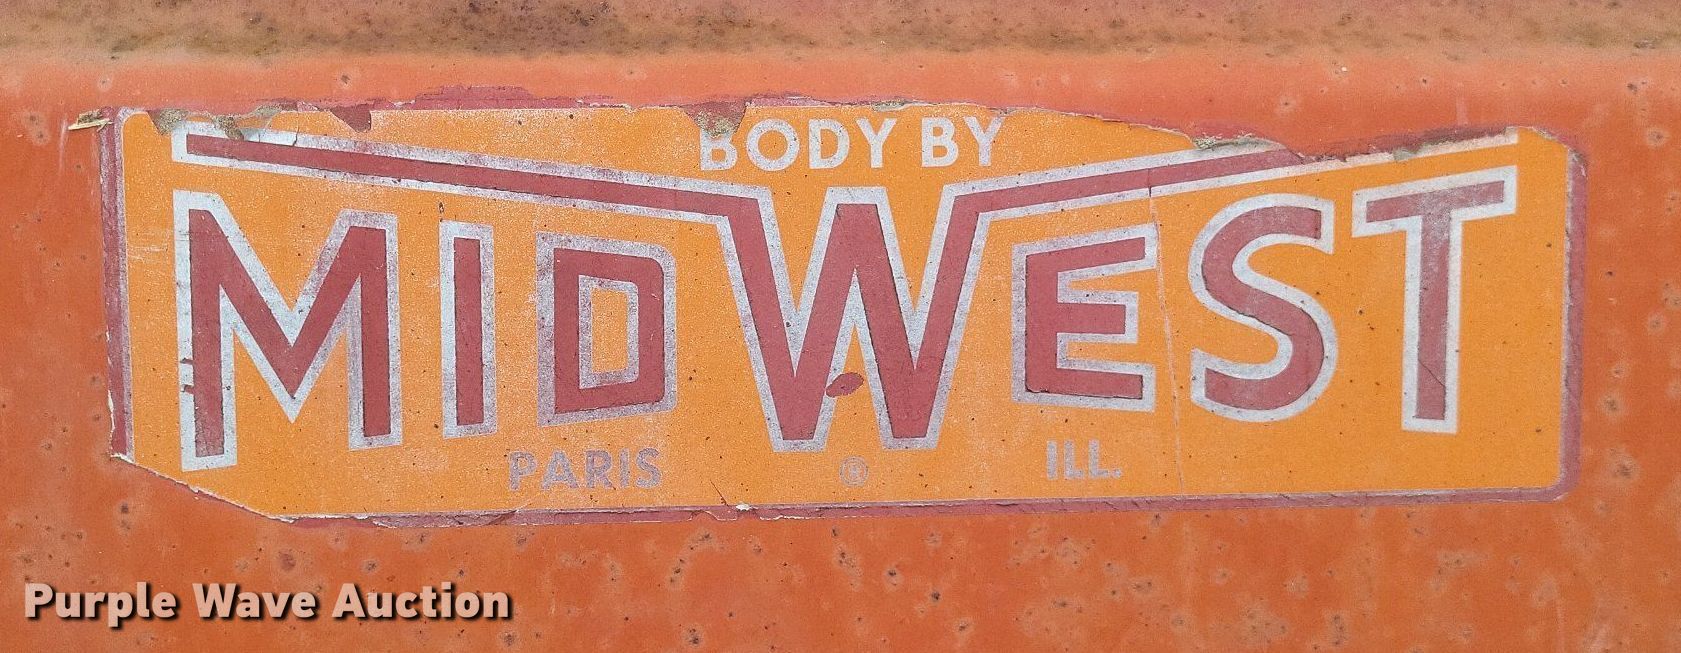 BODY BY
MIDWEST
PARIS ® ILL.
Purple Wave Auction